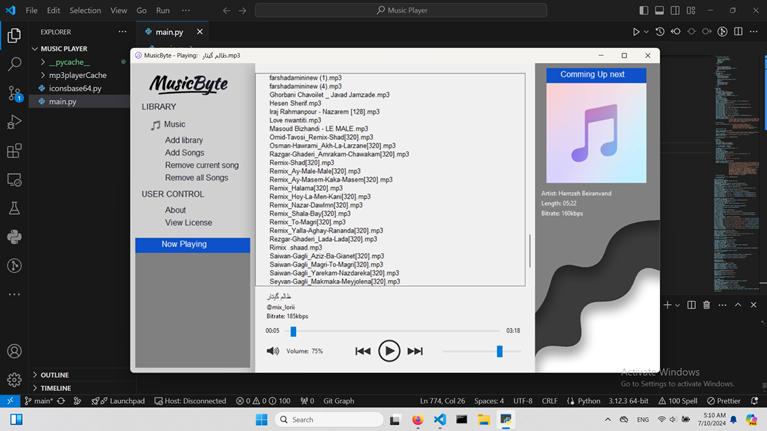 File Edit Selection View Go Run ...
Music Player
EXPLORER
main.py
MUSIC PLAYER
__pycache__
mp3playerCache
iconsbase64.py
main.py
MusicByte - Playing: ظالم گیتار.mp3
MusicByte
LIBRARY
Music
Add library
Add Songs
Remove current song
Remove all Songs
USER CONTROL
About
View License
Now Playing
farshadamininew (1).mp3
farshadamininew (4).mp3
Ghorbani Chavoilet _ Javad Jamzade.mp3
Hesen Sherif.mp3
Iraj Rahmanpour - Nazarem [128].mp3
Love nwantiti.mp3
Masoud Bizhandi - LE MALE.mp3
Omid-Tavosi_Remix-Shad[320].mp3
Osman-Hawrami_Akh-La-Larzane[320].mp3
Razgar-Ghaderi_Amrakam-Chawakam[320].mp3
Remix-Shad[320].mp3
Remix_Ay-Male-Male[320].mp3
Remix_Ay-Masem-Kaka-Masem[320].mp3
Remix_Halama[320].mp3
Remix_Hoy-La-Men-Kani[320].mp3
Remix_Nazar-Dawlmn[320].mp3
Remix_Shala-Bay[320].mp3
Remix_To-Magri[320].mp3
Remix_Yalla-Aghay-Rananda[320].mp3
Rezgar-Ghaderi_Lada-Lada[320].mp3
Remix_shaad.mp3
Saiwan-Gagli_Aziz-Ba-Gianet[320].mp3
Saiwan-Gagli_Magri-To-Magri[320].mp3
Saiwan-Gagli_Yarekam-Nazdareka[320].mp3
Seyvan-Gagli_Makmaka-Meyjolena[320].mp3
Comming Up next
Artist: Hamzeh Beiranvand
Length: 05:22
Bitrate: 160kbps
ظالم گیتار
@mix_lorii
Bitrate: 185kbps
00:05
03:18
Volume: 75%
OUTLINE
TIMELINE
Activate Windows
Go to Settings to activate Windows.
main* Launchpad Host: Disconnected 0 0 100 0 Git Graph Ln 774, Col 26 Spaces: 4 UTF-8 CRLF Python 3.12.3 64-bit 100 Spell Prettier
Search
ENG
5:10 AM
7/10/2024